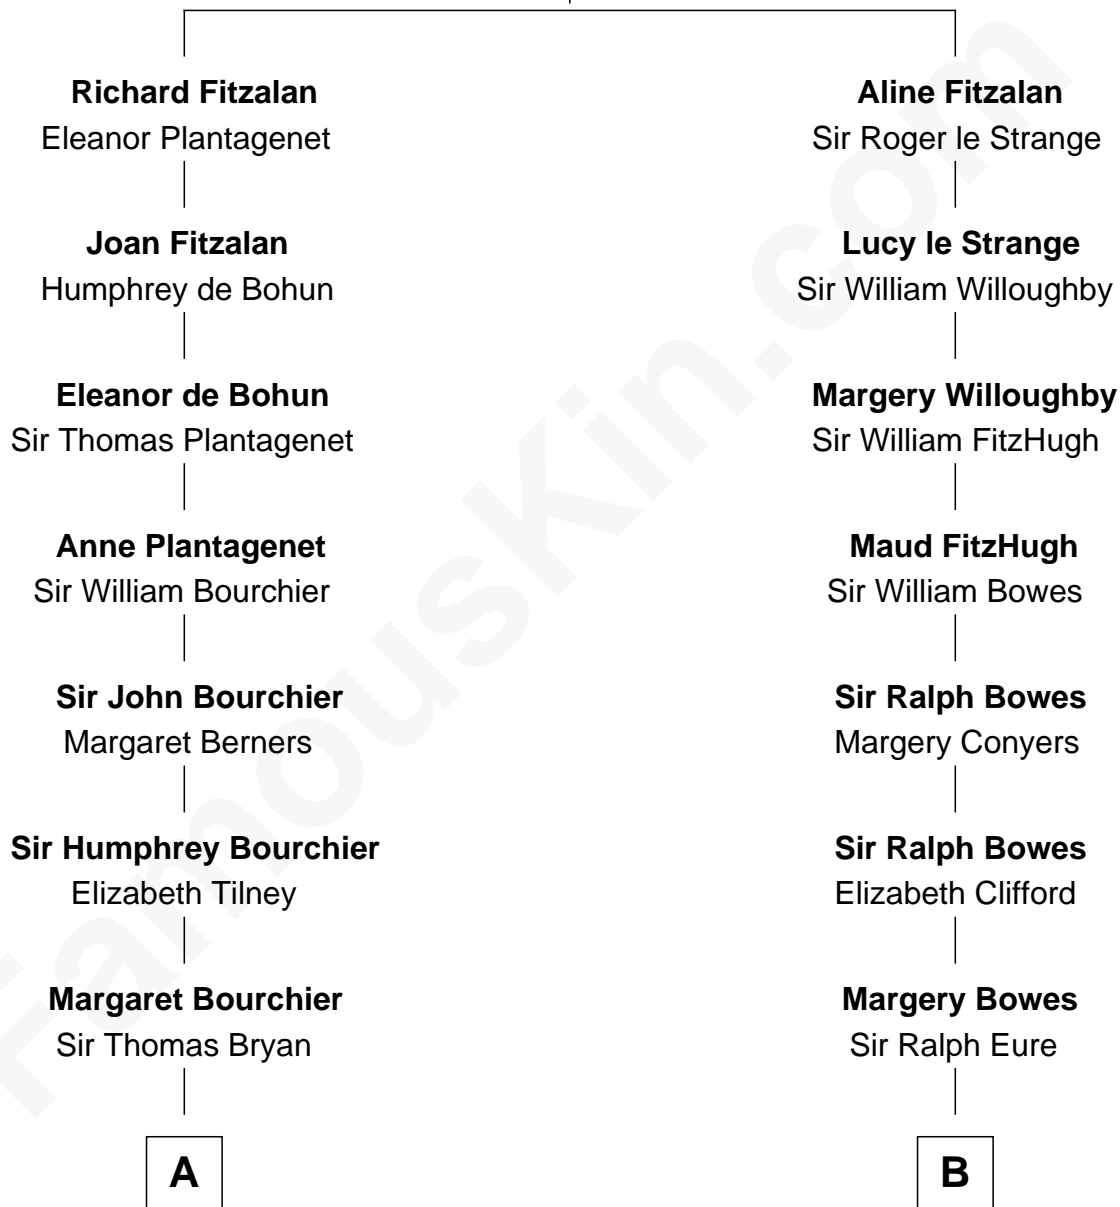 Richard Fitzalan
Eleanor Plantagenet
Joan Fitzalan
Humphrey de Bohun
Eleanor de Bohun
Sir Thomas Plantagenet
Anne Plantagenet
Sir William Bourchier
Sir John Bourchier
Margaret Berners
Sir Humphrey Bourchier
Elizabeth Tilney
Margaret Bourchier
Sir Thomas Bryan
A
Aline Fitzalan
Sir Roger le Strange
Lucy le Strange
Sir William Willoughby
Margery Willoughby
Sir William FitzHugh
Maud FitzHugh
Sir William Bowes
Sir Ralph Bowes
Margery Conyers
Sir Ralph Bowes
Elizabeth Clifford
Margery Bowes
Sir Ralph Eure
B
FamousKin.com